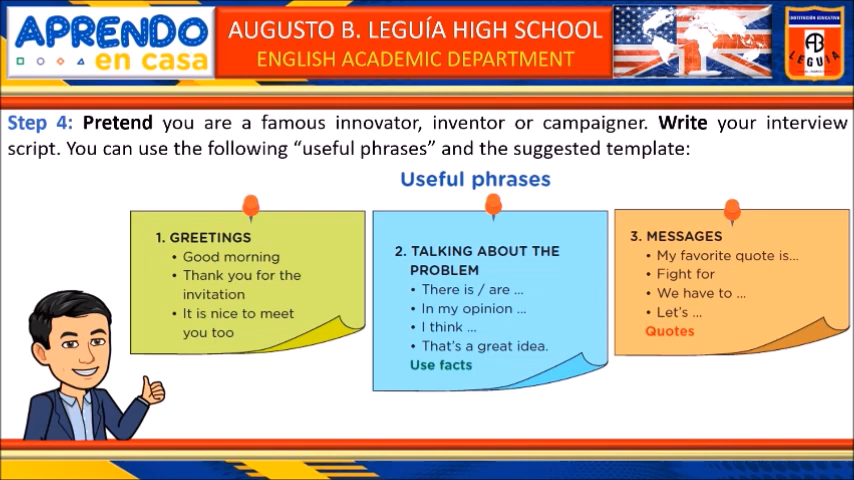 APRENDO
en casa
AUGUSTO B. LEGUÍA HIGH SCHOOL
ENGLISH ACADEMIC DEPARTMENT
INSTITUCIÓN EDUCATIVA
AB
LEGUÍA
Step 4: Pretend you are a famous innovator, inventor or campaigner. Write your interview
script. You can use the following “useful phrases” and the suggested template:
Useful phrases
1. GREETINGS
• Good morning
• Thank you for the
invitation
• It is nice to meet
you too
2. TALKING ABOUT THE
PROBLEM
• There is / are ...
• In my opinion ...
• I think ...
• That’s a great idea.
Use facts
3. MESSAGES
• My favorite quote is...
• Fight for
• We have to ...
• Let’s ...
Quotes